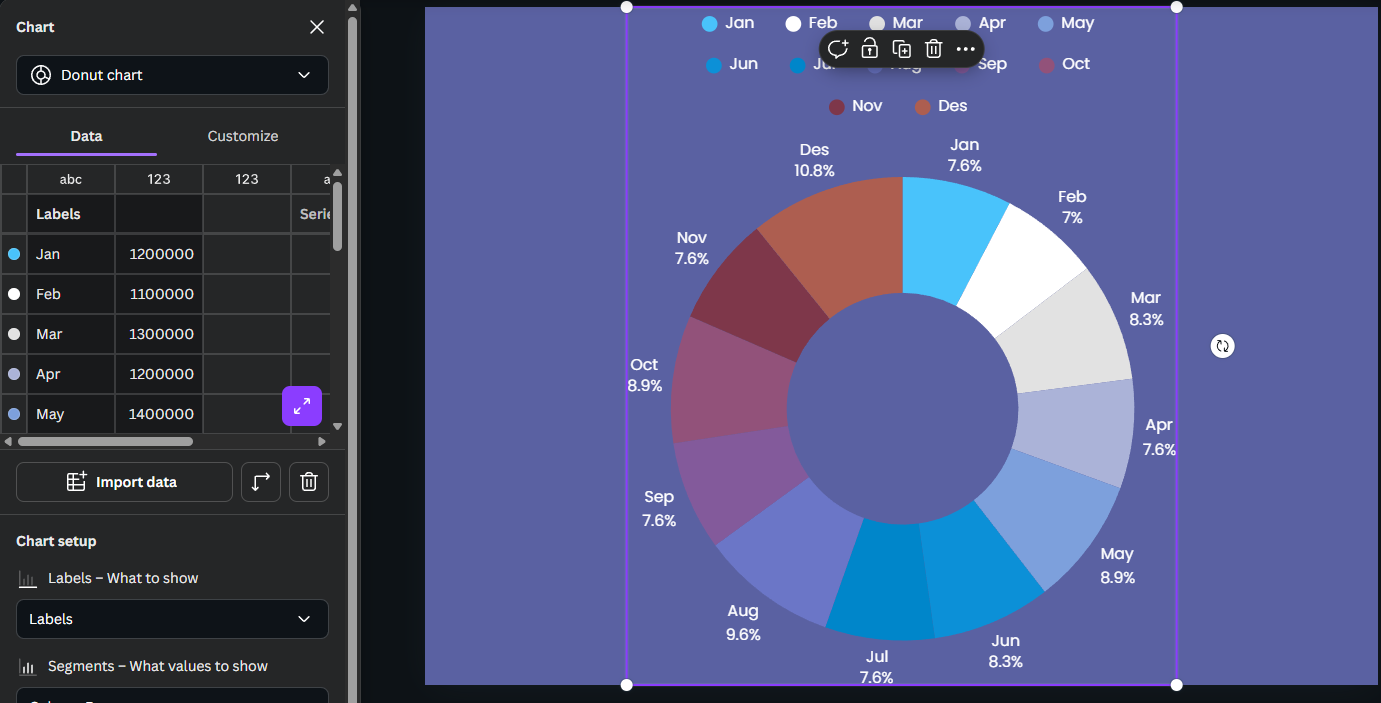 Chart
Donut chart
Data
Customize
abc 123 123
Labels
Jan 1200000
Feb 1100000
Mar 1300000
Apr 1200000
May 1400000
Import data
Chart setup
Labels – What to show
Labels
Segments – What values to show
Jan Feb Mar Apr May
Jun Sep Oct
Nov Des
Jan
7.6%
Feb
7%
Mar
8.3%
Apr
7.6%
May
8.9%
Jun
8.3%
Jul
7.6%
Aug
9.6%
Sep
7.6%
Oct
8.9%
Nov
7.6%
Des
10.8%